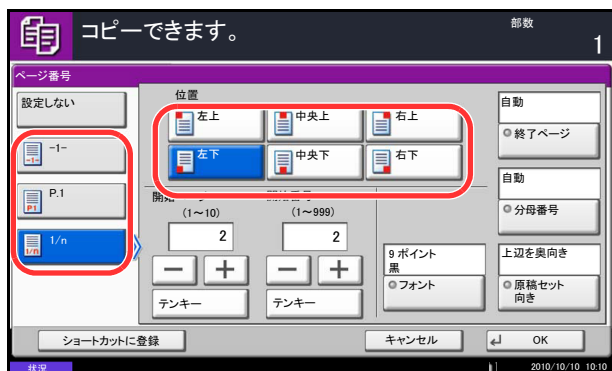 コピーできます。
部数
1
ページ番号
設定しない
-1-
P.1
1/n
位置
左上
中央上
右上
左下
中央下
右下
(1～10)
2
テンキー
(1～999)
2
テンキー
9 ポイント
黒
フォント
自動
終了ページ
自動
分母番号
上辺を奥向き
原稿セット
向き
ショートカットに登録
キャンセル
OK
状況
2010/10/10 10:10